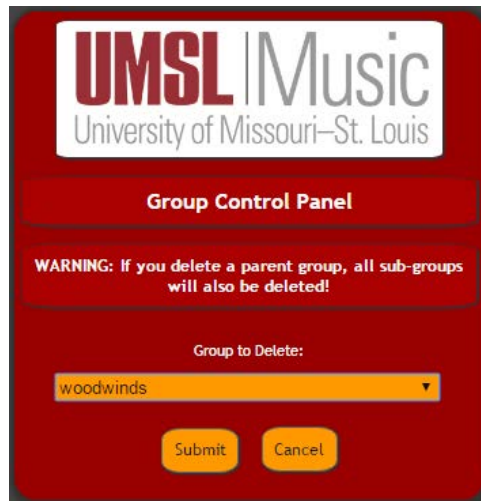 UMSL | Music
University of Missouri–St. Louis
Group Control Panel
WARNING: If you delete a parent group, all sub-groups
will also be deleted!
Group to Delete:
woodwinds
Submit Cancel